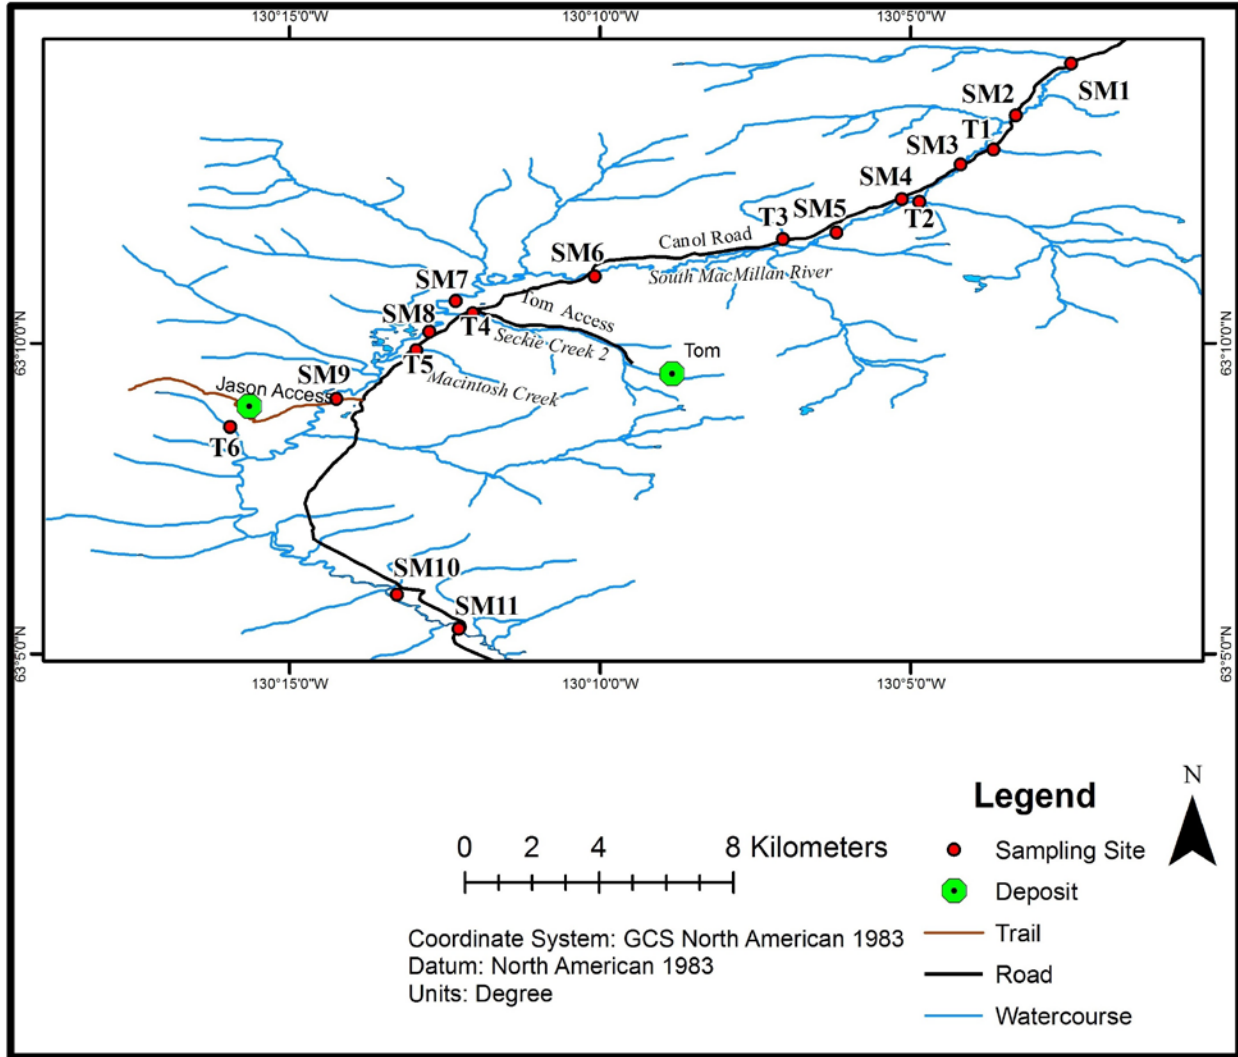 130°15'0"W
130°10'0"W
130°5'0"W
SM1
SM2
T1
SM3
SM4
T2
T3
SM5
Canol Road
SM6
South MacMillan River
SM7
Tom Access
SM8
T4
Seckie Creek 2
Tom
63°10'0"N
63°10'0"N
T5
SM9
Macintosh Creek
Jason Access
T6
SM10
SM11
63°5'0"N
63°5'0"N
130°15'0"W
130°10'0"W
130°5'0"W
N
Legend
0 2 4 8 Kilometers
Sampling Site
Deposit
Coordinate System: GCS North American 1983
Datum: North American 1983
Units: Degree
Trail
Road
Watercourse